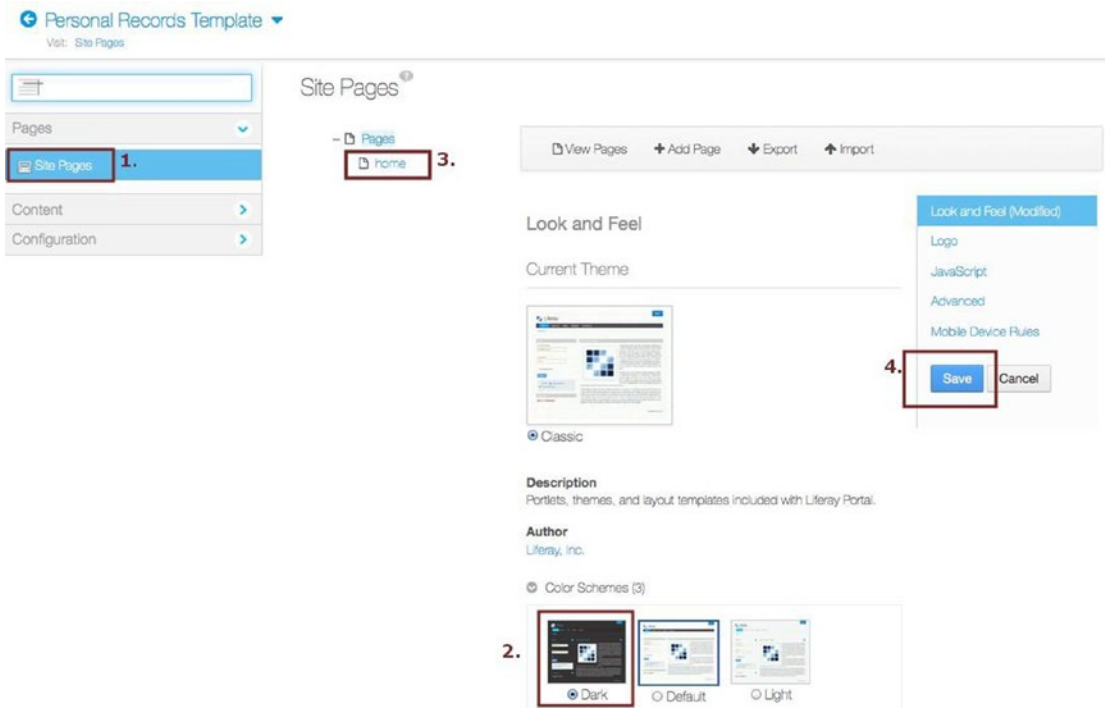 Personal Records Template
Visit: Site Pages
Site Pages
Pages
Site Pages
1.
Content
Configuration
Pages
home
3.
View Pages
Add Page
Export
Import
Look and Feel
Current Theme
Classic
Description
Portlets, themes, and layout templates included with Liferay Portal.
Author
Liferay, Inc.
Color Schemes (3)
2.
Dark
Default
Light
Look and Feel (Modified)
Logo
JavaScript
Advanced
Mobile Device Rules
4.
Save
Cancel